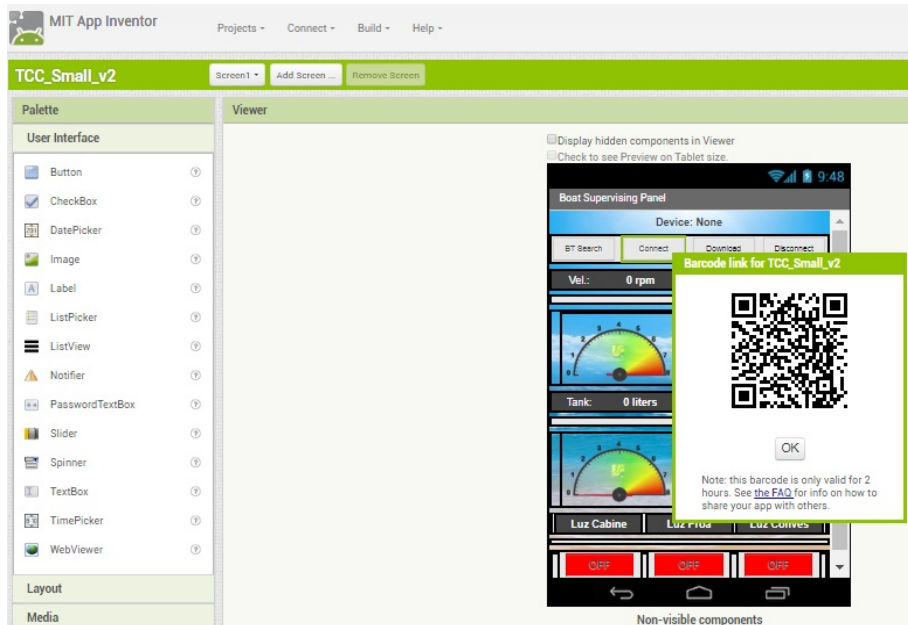 MIT App Inventor
Projects
Connect
Build
Help
TCC_Small_v2
Screen1
Add Screen ...
Remove Screen
Palette
Viewer
User Interface
Display hidden components in Viewer
Check to see Preview on Tablet size.
Button
CheckBox
DatePicker
Image
Label
ListPicker
ListView
Notifier
PasswordTextBox
Slider
Spinner
TextBox
TimePicker
WebViewer
Layout
Media
9:48
Boat Supervising Panel
Device: None
BT Search
Connect
Download
Disconnect
Vel.: 0 rpm
Tank: 0 liters
Luz Cabine
Luz Proa
Luz Conves
OFF
OFF
OFF
Barcode link for TCC_Small_v2
OK
Note: this barcode is only valid for 2
hours. See the FAQ for info on how to
share your app with others.
Non-visible components